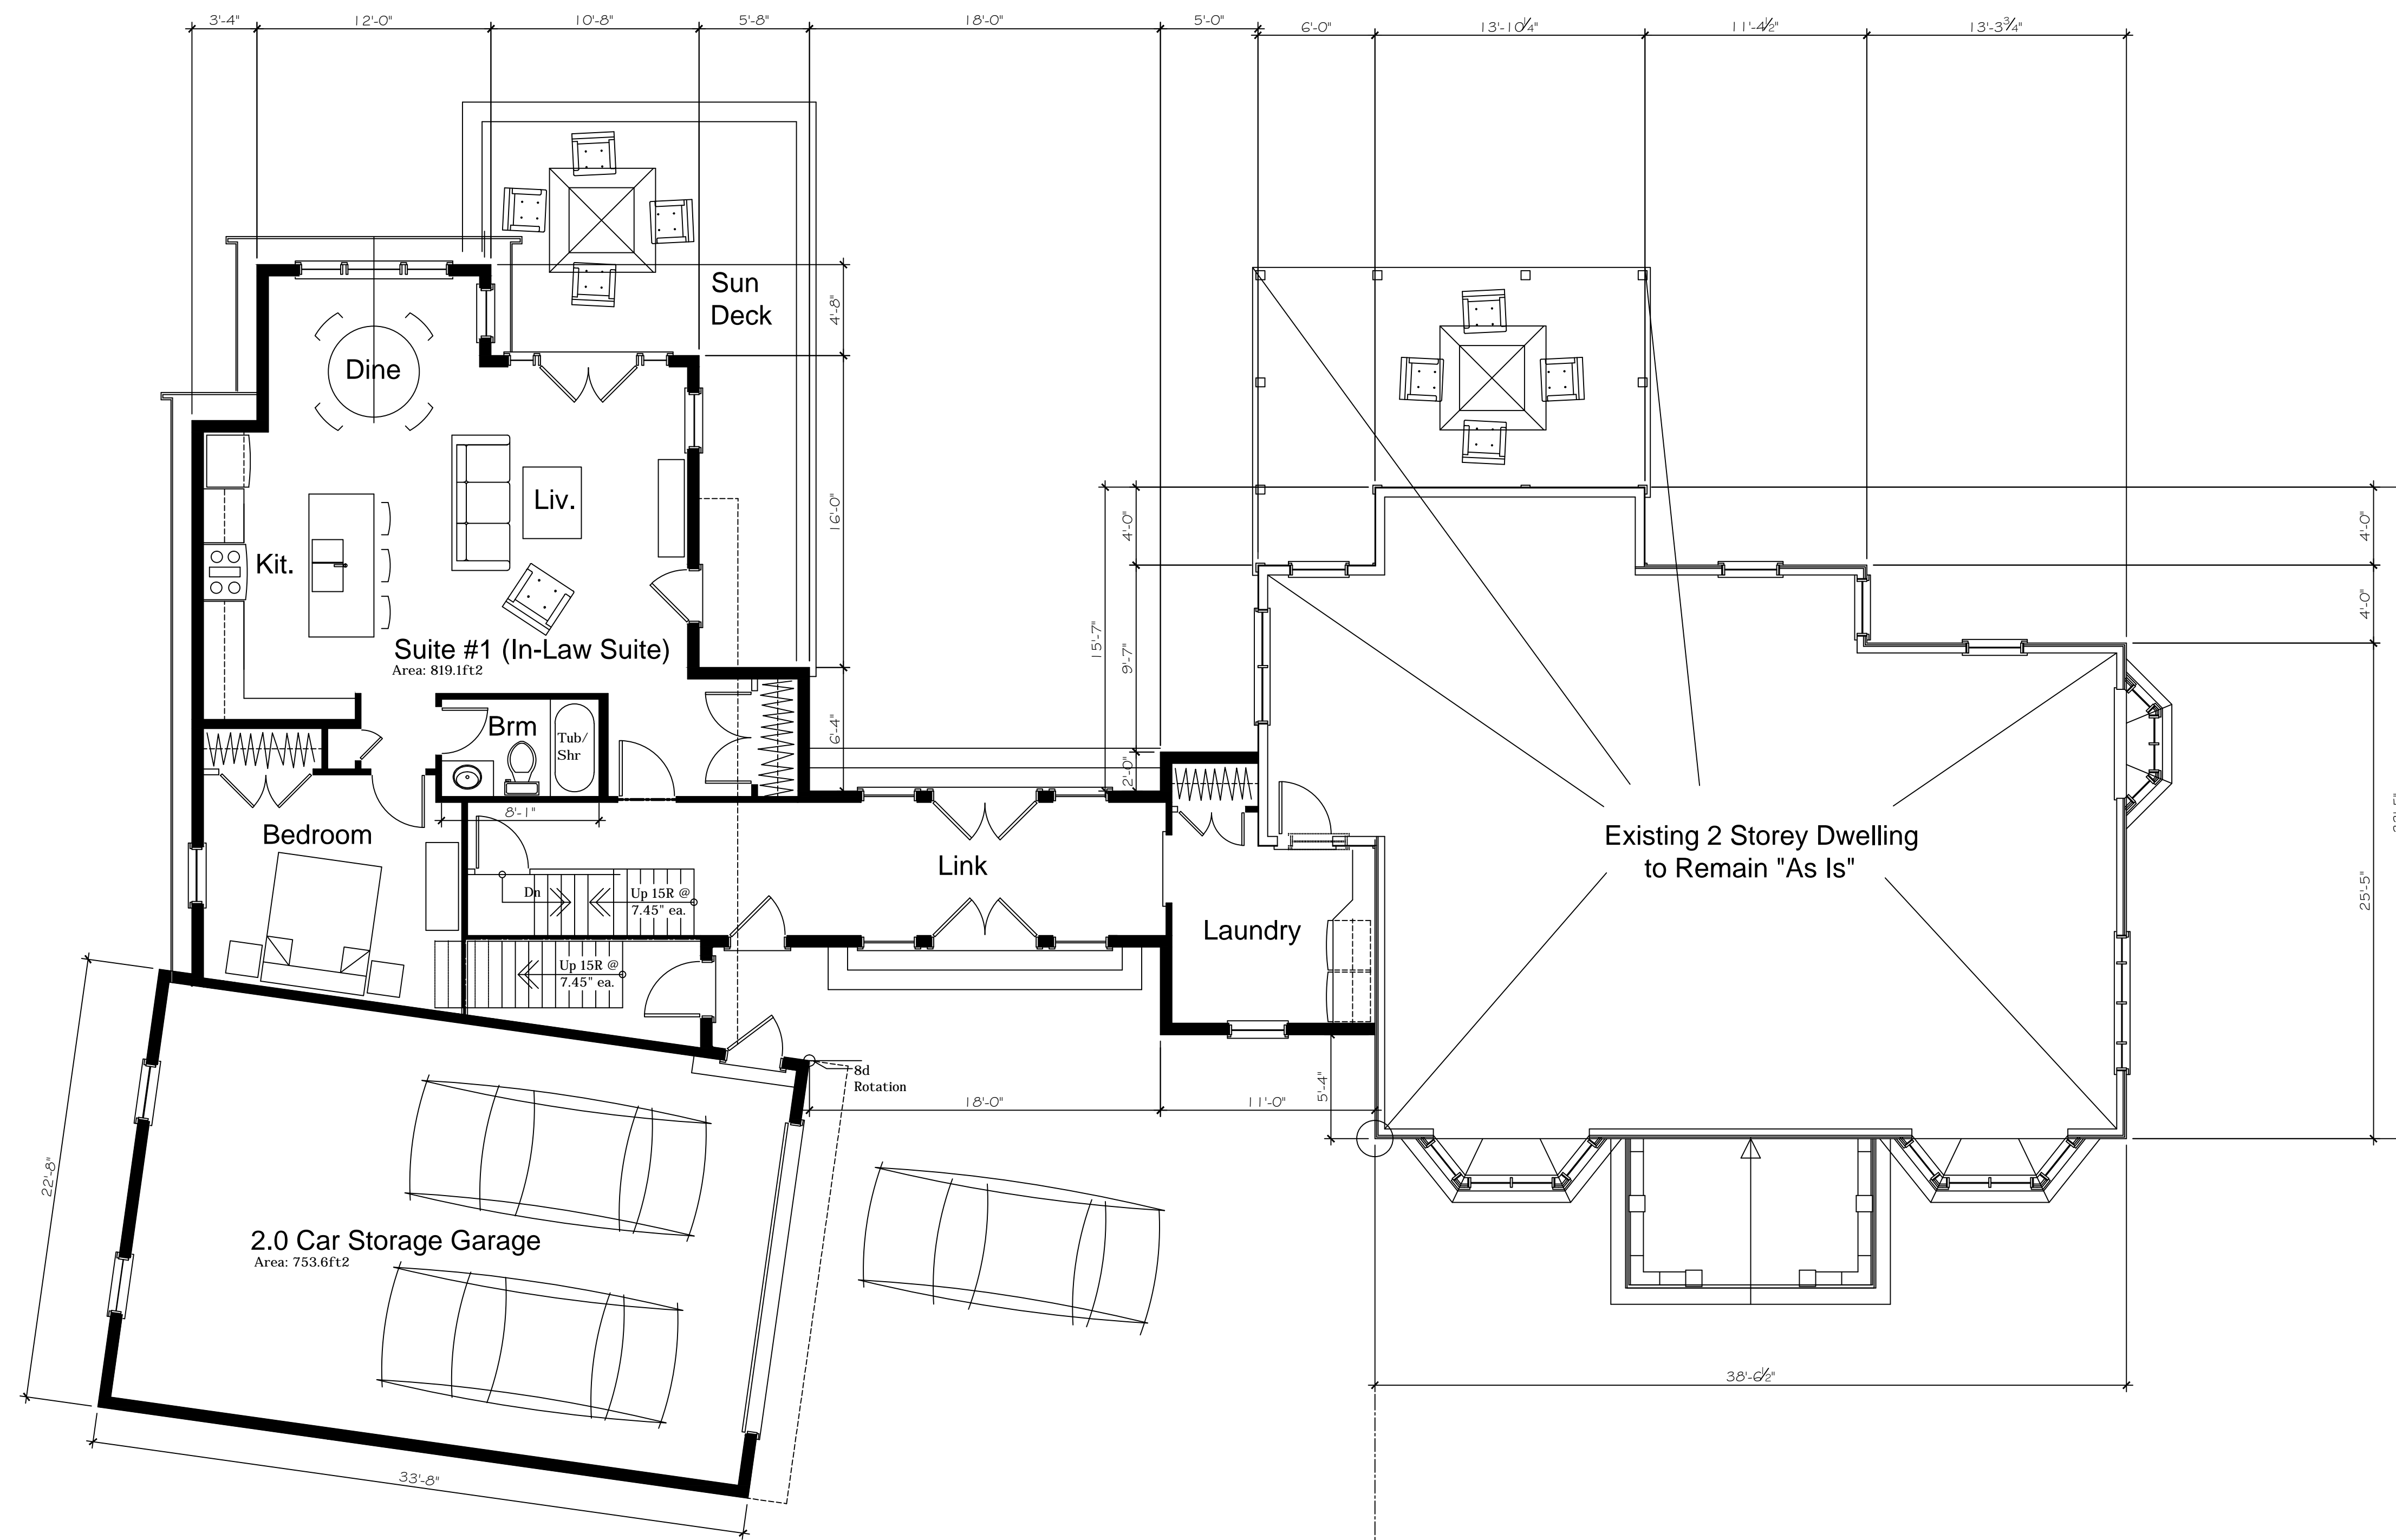 3'-4"
12'-0"
10'-8"
5'-8"
18'-0"
5'-0"
6'-0"
13'-10¼"
11'-4½"
13'-3¾"
Sun
Deck
4'-8"
Dine
16'-0"
Liv.
Kit.
4'-0"
4'-0"
4'-0"
15'-7"
9'-7"
Suite #1 (In-Law Suite)
Area: 819.1ft2
6'-4"
2'-0"
Brm
Tub/
Shr
8'-1"
Bedroom
Link
Existing 2 Storey Dwelling
to Remain "As Is"
Dn
Up 15R @
7.45" ea.
25'-5"
Laundry
Up 15R @
7.45" ea.
8d
Rotation
18'-0"
11'-0"
5'-4"
22'-8"
2.0 Car Storage Garage
Area: 753.6ft2
38'-6½"
33'-8"